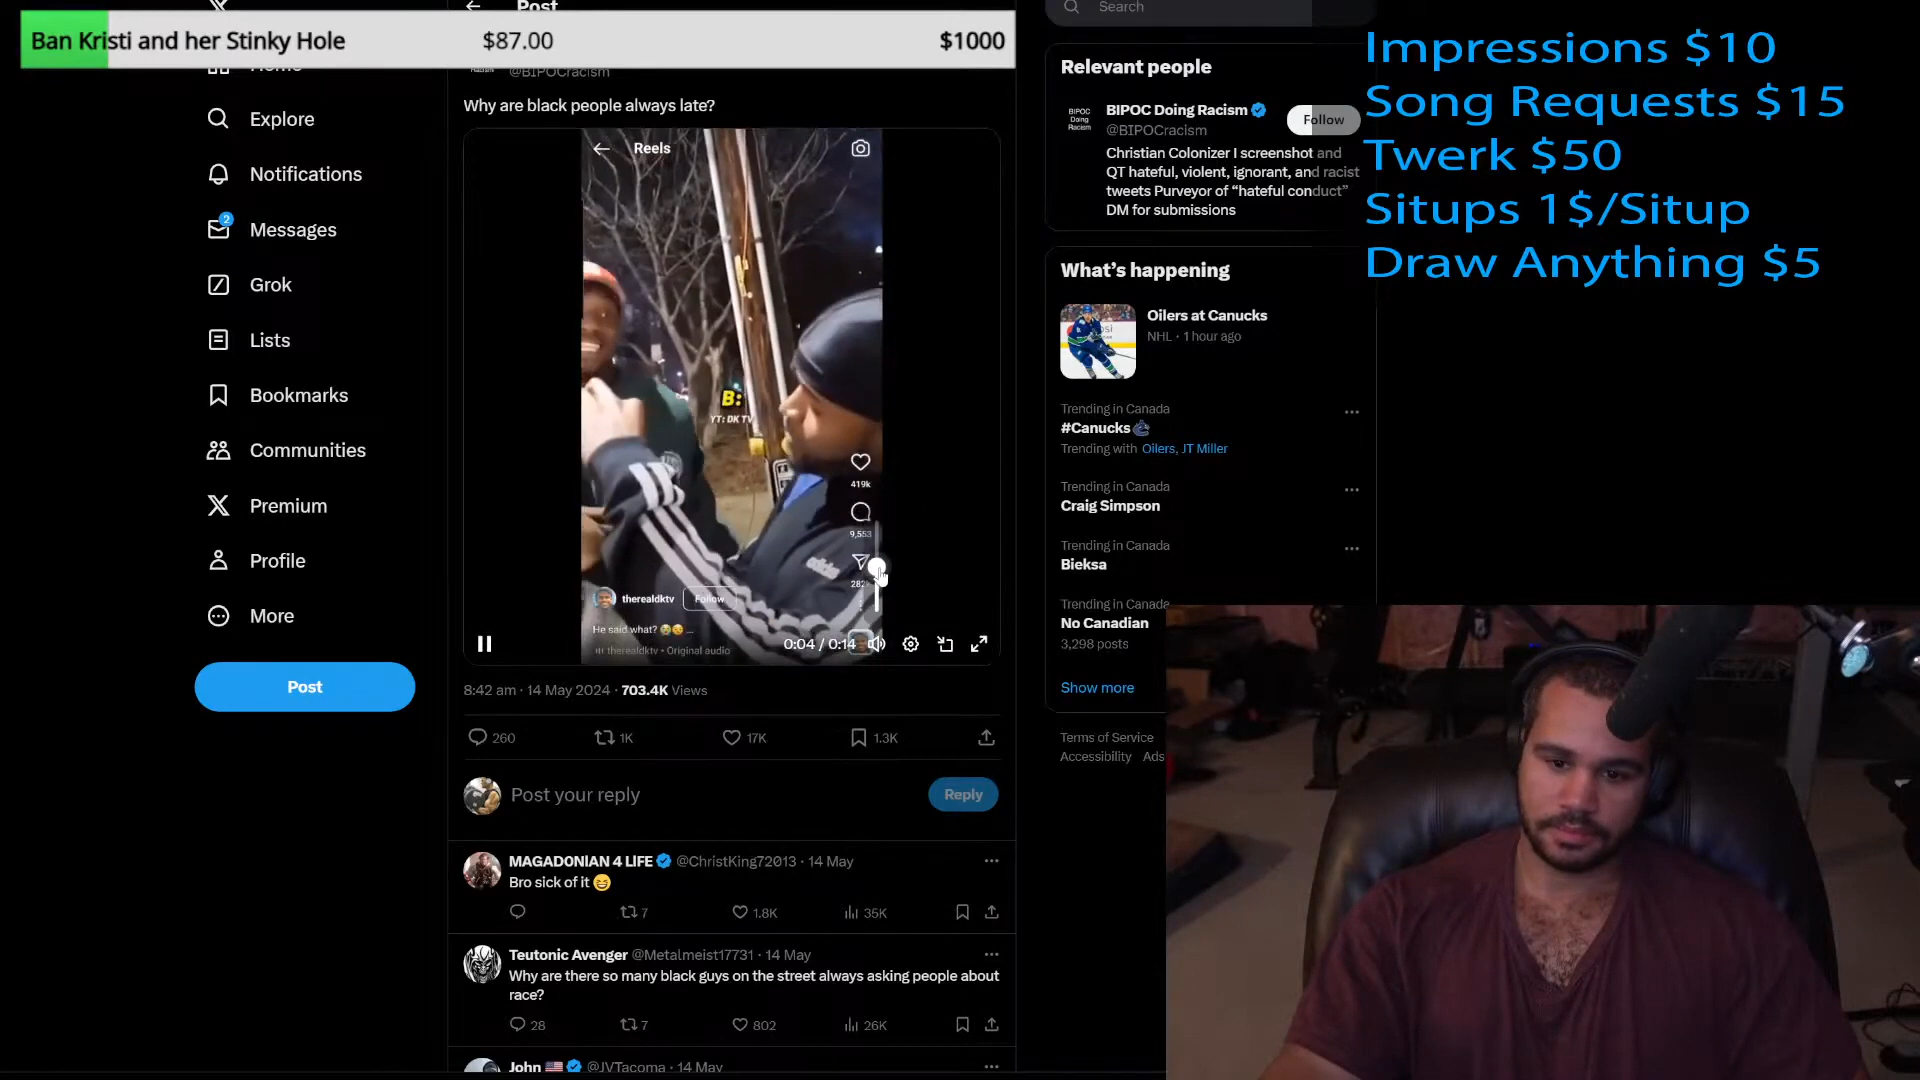 Post
Ban Kristi and her Stinky Hole $87.00 $1000
@BIPOCracism
Home
Explore
Notifications
2
Messages
Grok
Lists
Bookmarks
Communities
Premium
Profile
More
Post
Why are black people always late?
Reels
B:
YT: DK TV
419k
9,553
therealdktv Follow
He said what? 😭😒 ...
therealdktv • Original audio
0:04 / 0:14
8:42 am · 14 May 2024 · 703.4K Views
260 1K 17K 1.3K
Post your reply
Reply
MAGADONIAN 4 LIFE @ChristKing72013 · 14 May
Bro sick of it 😄
7 1.8K 35K
Teutonic Avenger @Metalmeist17731 · 14 May
Why are there so many black guys on the street always asking people about
race?
28 7 802 26K
John 🇺🇸 @JVTacoma · 14 May
Search
Relevant people
BIPOC
Doing
Racism
BIPOC Doing Racism
@BIPOCracism
Follow
Christian Colonizer I screenshot and
QT hateful, violent, ignorant, and racist
tweets Purveyor of “hateful conduct”
DM for submissions
What’s happening
Oilers at Canucks
NHL · 1 hour ago
Trending in Canada
#Canucks
Trending with Oilers, JT Miller
Trending in Canada
Craig Simpson
Trending in Canada
Bieksa
Trending in Canada
No Canadian
3,298 posts
Show more
Terms of Service
Accessibility Ads
Impressions $10
Song Requests $15
Twerk $50
Situps 1$/Situp
Draw Anything $5